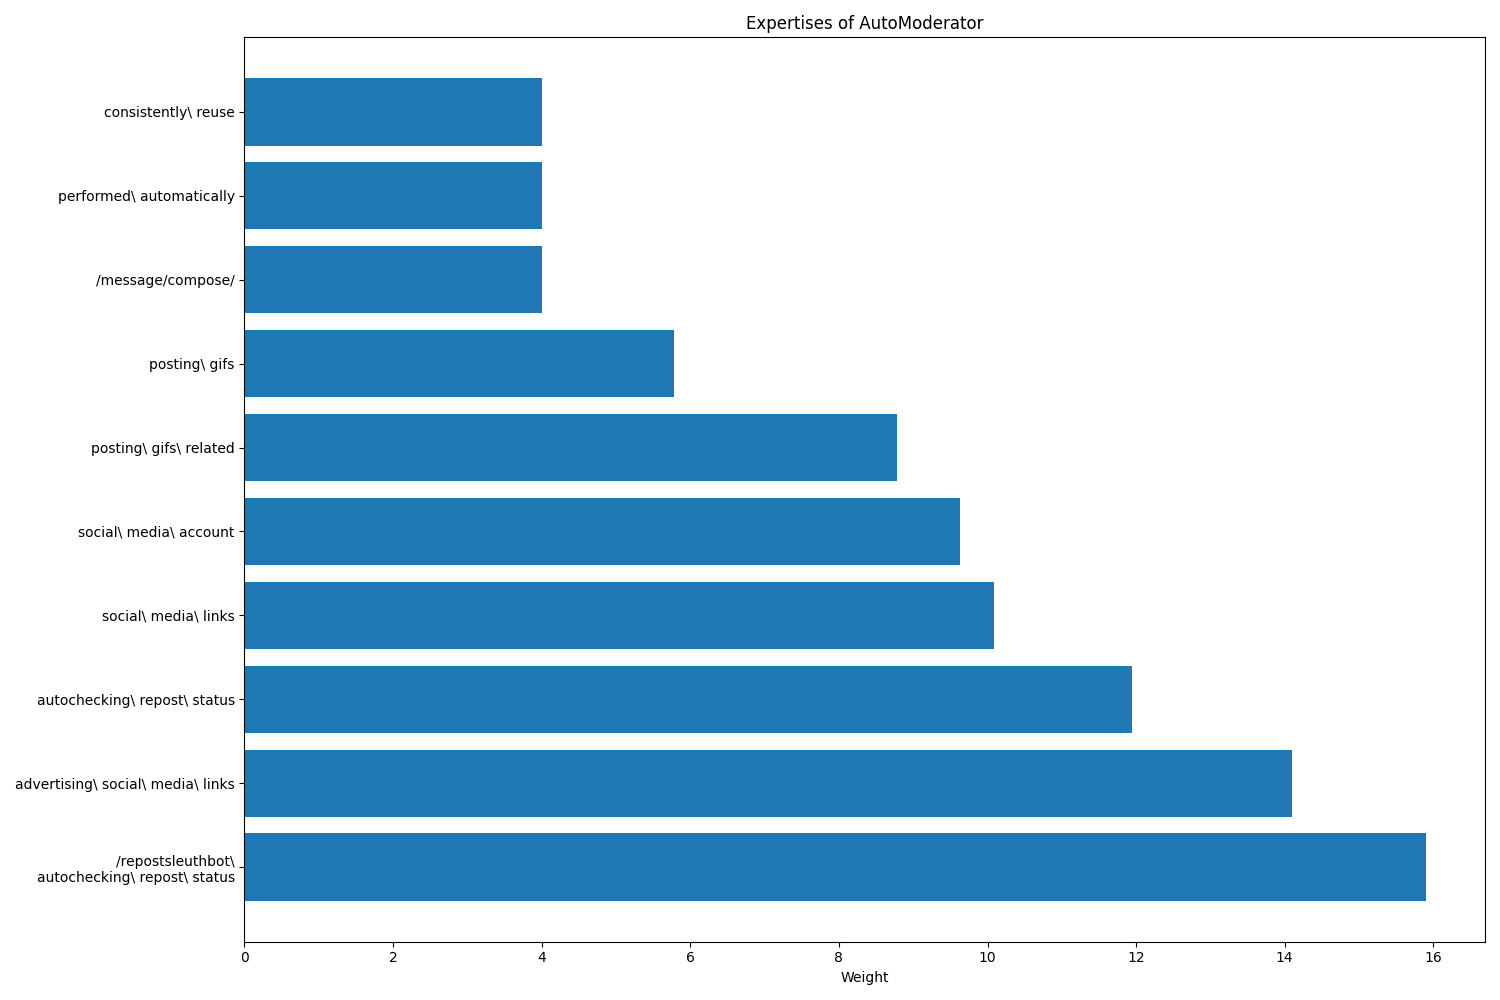 Expertises of AutoModerator
consistently\ reuse
performed\ automatically
/message/compose/
posting\ gifs
posting\ gifs\ related
social\ media\ account
social\ media\ links
autochecking\ repost\ status
advertising\ social\ media\ links
/repostsleuthbot\
autochecking\ repost\ status
0 2 4 6 8 10 12 14 16
Weight